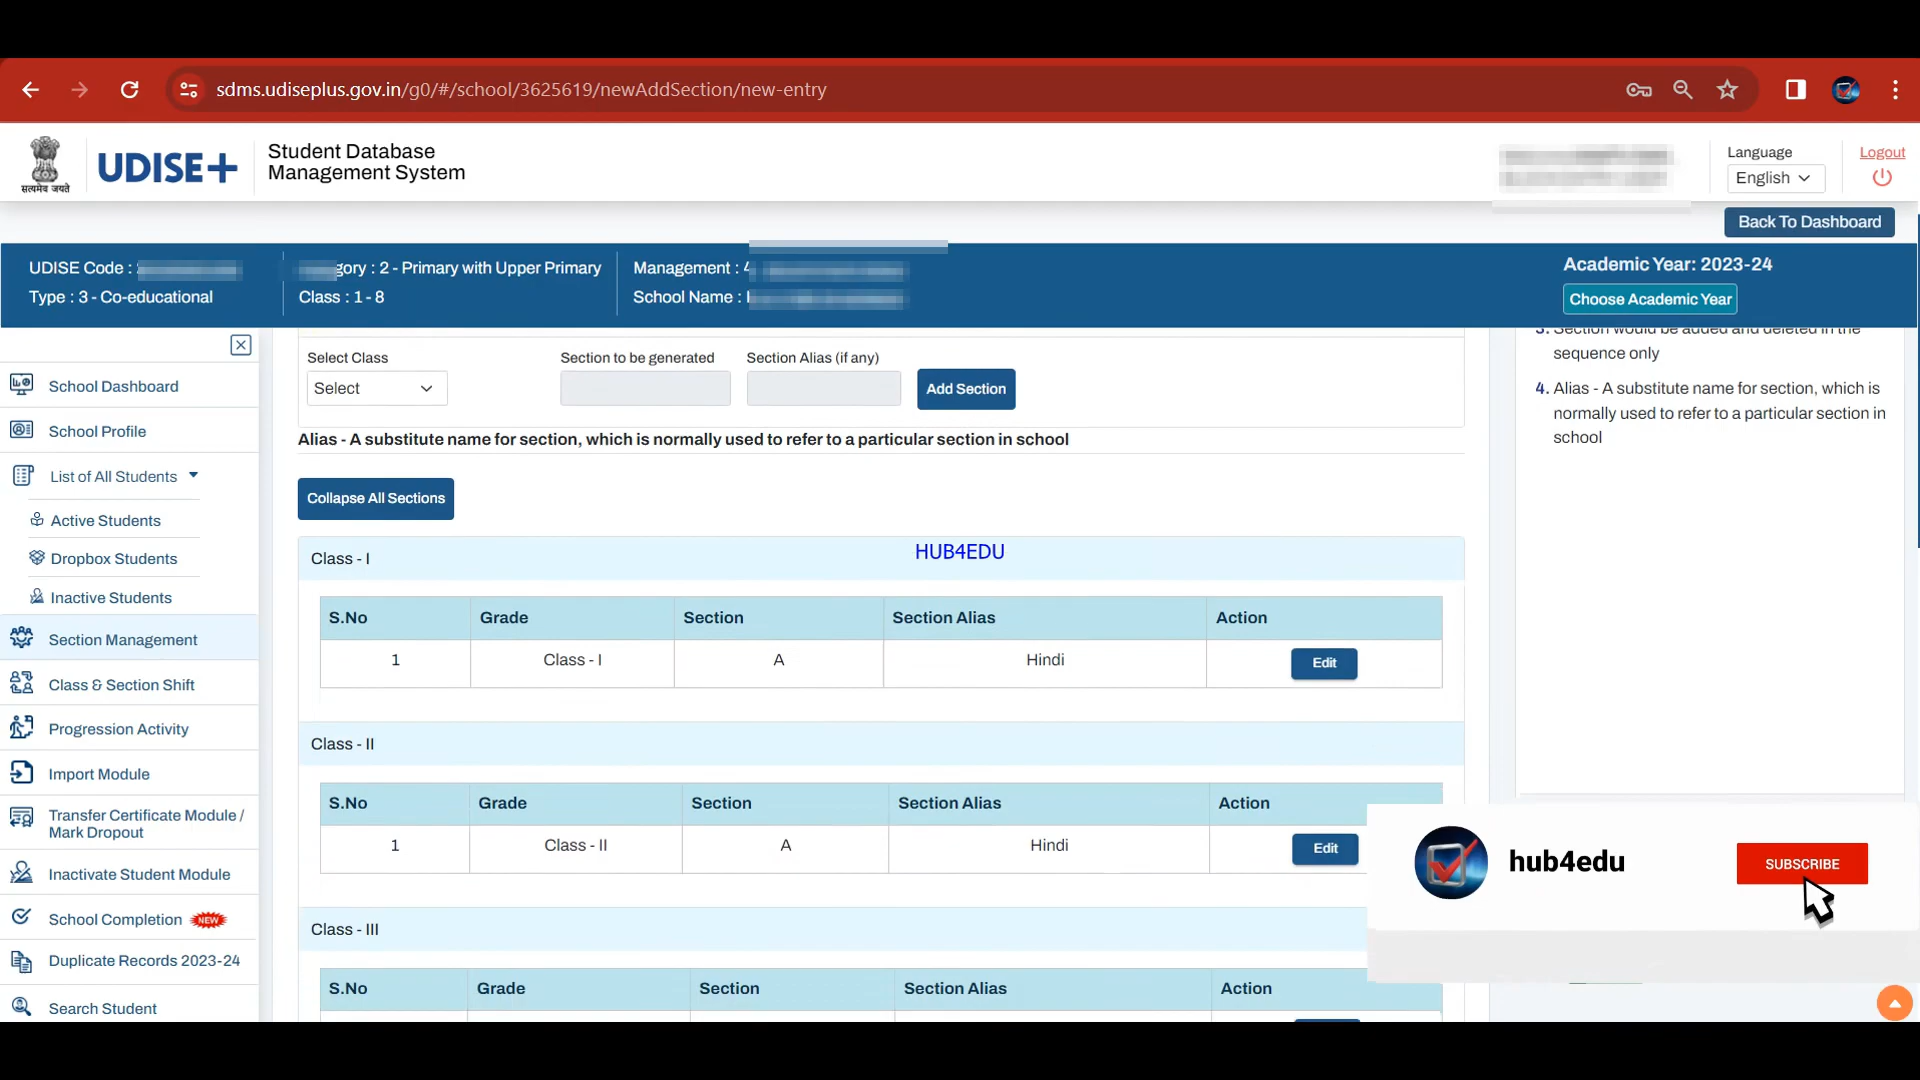 sdms.udiseplus.gov.in/g0/#/school/3625619/newAddSection/new-entry
सत्यमेव जयते
UDISE+
Student Database
Management System
Language
English
Logout
Back To Dashboard
UDISE Code :
gory : 2 - Primary with Upper Primary
Management : 4
Type : 3 - Co-educational
Class : 1 - 8
School Name :
Academic Year: 2023-24
Choose Academic Year
School Dashboard
School Profile
List of All Students
Active Students
Dropbox Students
Inactive Students
Section Management
Class & Section Shift
Progression Activity
Import Module
Transfer Certificate Module /
Mark Dropout
Inactivate Student Module
School Completion NEW
Duplicate Records 2023-24
Search Student
Select Class
Section to be generated
Section Alias (if any)
Select
Add Section
Alias - A substitute name for section, which is normally used to refer to a particular section in school
Collapse All Sections
HUB4EDU
Class - I
S.No Grade Section Section Alias Action
1 Class - I A Hindi Edit
Class - II
S.No Grade Section Section Alias Action
1 Class - II A Hindi Edit
Class - III
S.No Grade Section Section Alias Action
3. Section would be added and deleted in the
sequence only
4. Alias - A substitute name for section, which is
normally used to refer to a particular section in
school
hub4edu
SUBSCRIBE